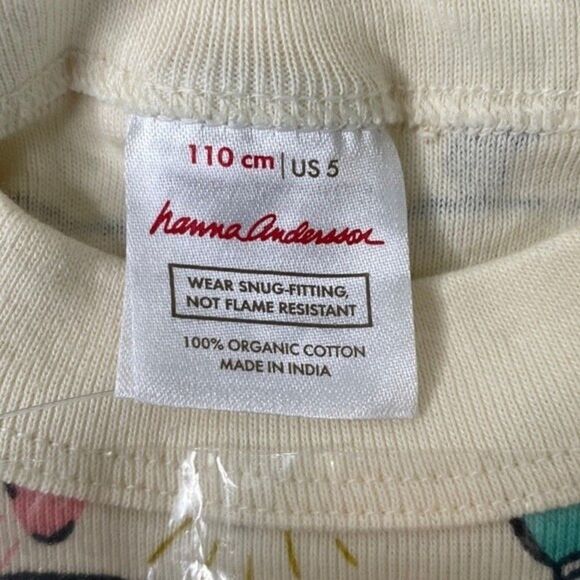 110 cm | US 5
hanna andersson
WEAR SNUG-FITTING,
NOT FLAME RESISTANT
100% ORGANIC COTTON
MADE IN INDIA